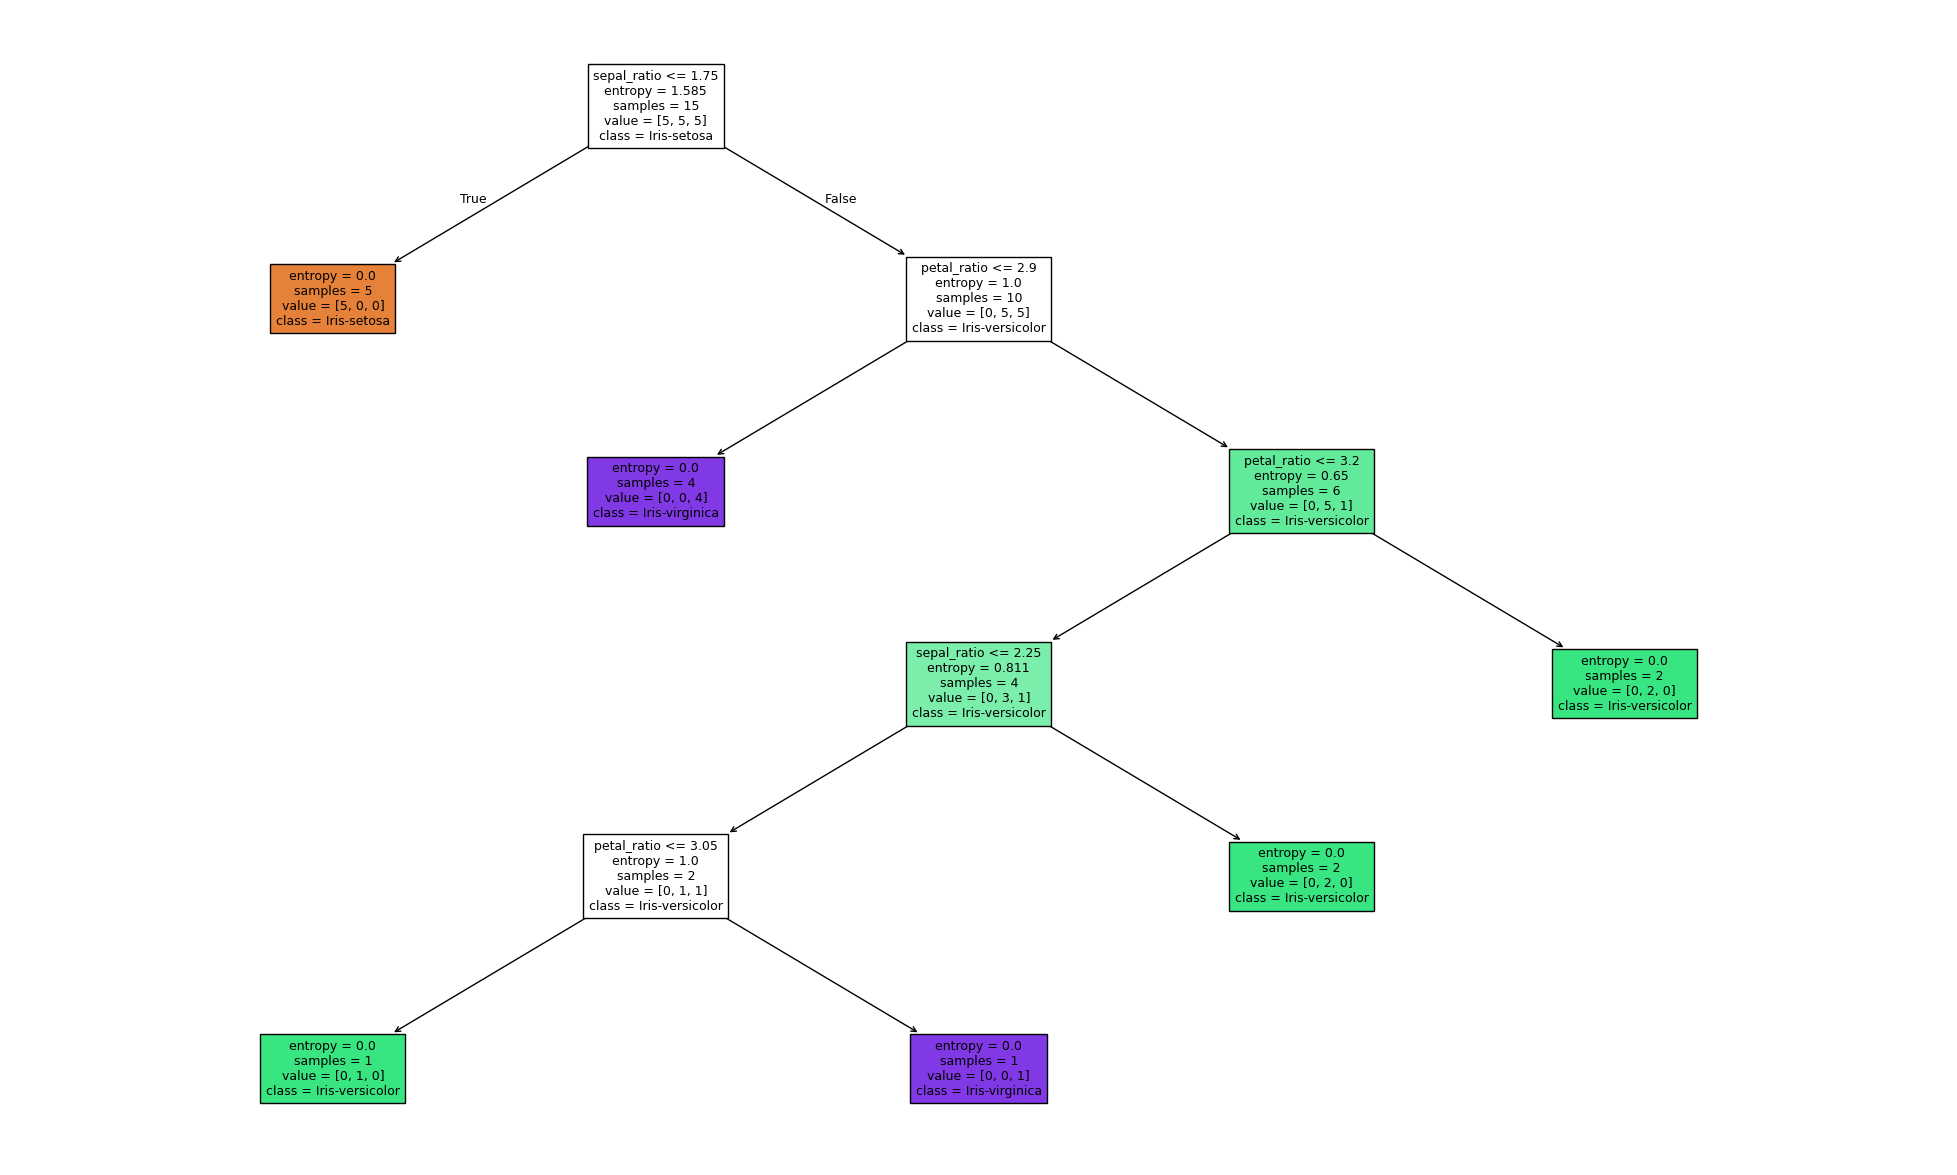 sepal_ratio <= 1.75
entropy = 1.585
samples = 15
value = [5, 5, 5]
class = Iris-setosa
True
False
entropy = 0.0
samples = 5
value = [5, 0, 0]
class = Iris-setosa
petal_ratio <= 2.9
entropy = 1.0
samples = 10
value = [0, 5, 5]
class = Iris-versicolor
entropy = 0.0
samples = 4
value = [0, 0, 4]
class = Iris-virginica
petal_ratio <= 3.2
entropy = 0.65
samples = 6
value = [0, 5, 1]
class = Iris-versicolor
sepal_ratio <= 2.25
entropy = 0.811
samples = 4
value = [0, 3, 1]
class = Iris-versicolor
entropy = 0.0
samples = 2
value = [0, 2, 0]
class = Iris-versicolor
petal_ratio <= 3.05
entropy = 1.0
samples = 2
value = [0, 1, 1]
class = Iris-versicolor
entropy = 0.0
samples = 2
value = [0, 2, 0]
class = Iris-versicolor
entropy = 0.0
samples = 1
value = [0, 1, 0]
class = Iris-versicolor
entropy = 0.0
samples = 1
value = [0, 0, 1]
class = Iris-virginica